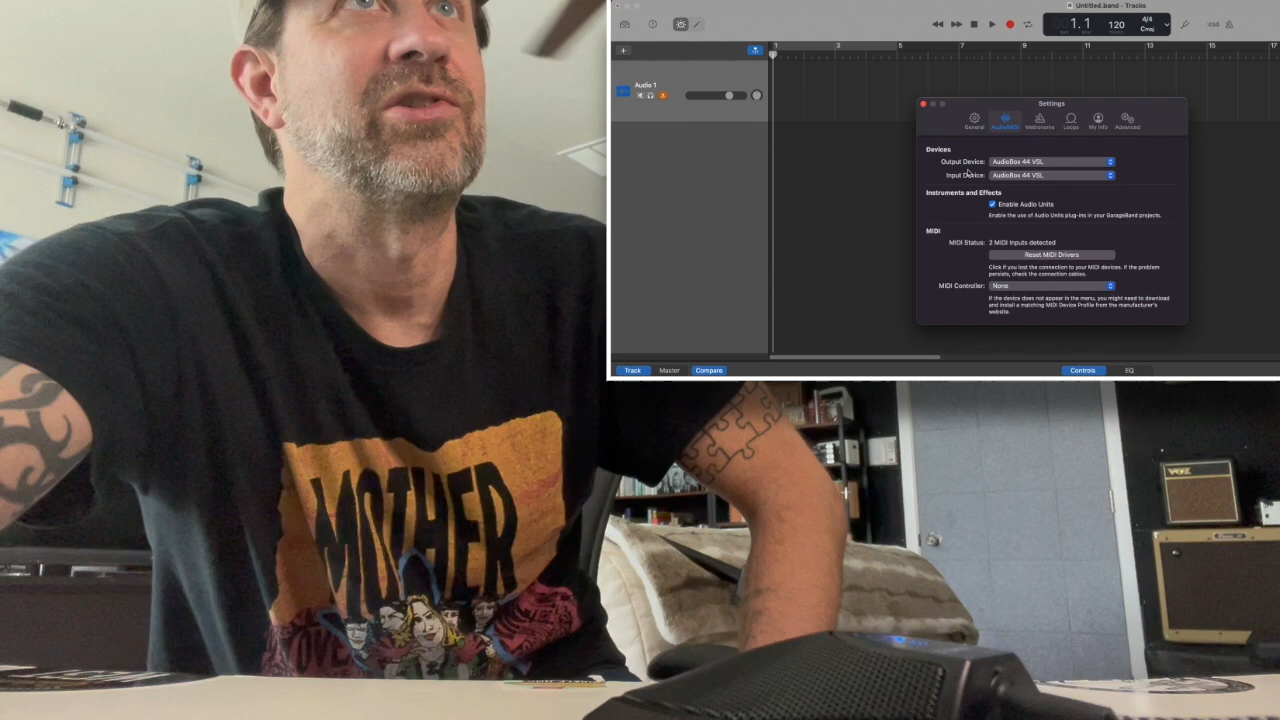 Untitled.band - Tracks
1.1
120
4/4
Cmaj
1
3
5
7
9
11
13
15
17
Audio 1
Settings
General
Audio/MIDI
Metronome
Loops
My Info
Advanced
Devices
Output Device: AudioBox 44 VSL
Input Device: AudioBox 44 VSL
Instruments and Effects
Enable Audio Units
Enable the use of Audio Units plug-ins in your GarageBand projects.
MIDI
MIDI Status: 2 MIDI Inputs detected
Reset MIDI Drivers
Click if you lost the connection to your MIDI devices. If the problem
persists, check the connection cables.
MIDI Controller: None
If the device does not appear in the menu, you might need to download
and install a matching MIDI Device Profile from the manufacturer's
website.
Track
Master
Compare
Controls
EQ
MOTHER
LOVE
VOX